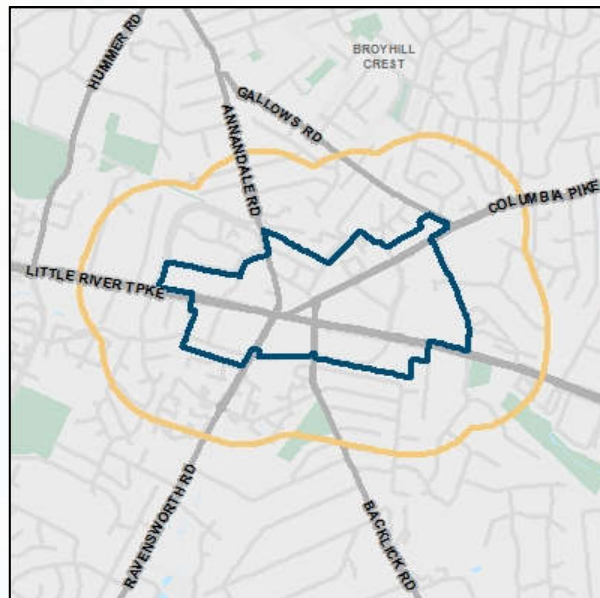 HUMMER RD
BROYHILL
CREST
GALLOWS RD
ANNANDALE RD
COLUMBIA PIKE
LITTLE RIVER TPKE
RAVENSWORTH RD
BACKLICK RD